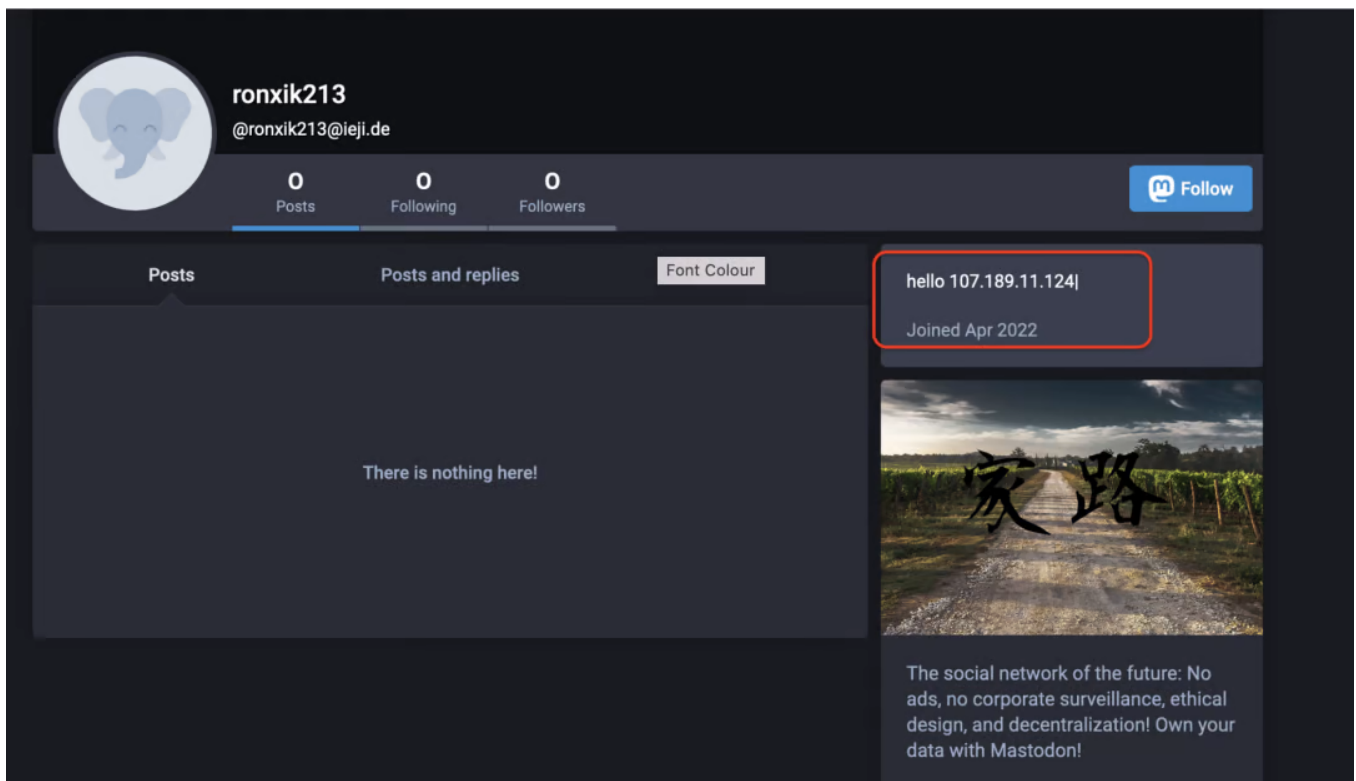 ronxik213
@ronxik213@ieji.de
0
Posts
0
Following
0
Followers
Follow
Posts
Posts and replies
Font Colour
hello 107.189.11.124|
Joined Apr 2022
There is nothing here!
家路
The social network of the future: No
ads, no corporate surveillance, ethical
design, and decentralization! Own your
data with Mastodon!